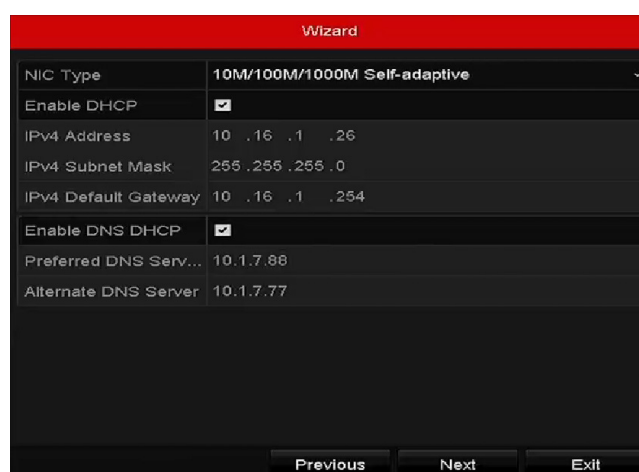 Wizard
NIC Type 10M/100M/1000M Self-adaptive
Enable DHCP
IPv4 Address 10 .16 .1 .26
IPv4 Subnet Mask 255.255.255.0
IPv4 Default Gateway 10 .16 .1 .254
Enable DNS DHCP
Preferred DNS Serv... 10.1.7.88
Alternate DNS Server 10.1.7.77
Previous Next Exit